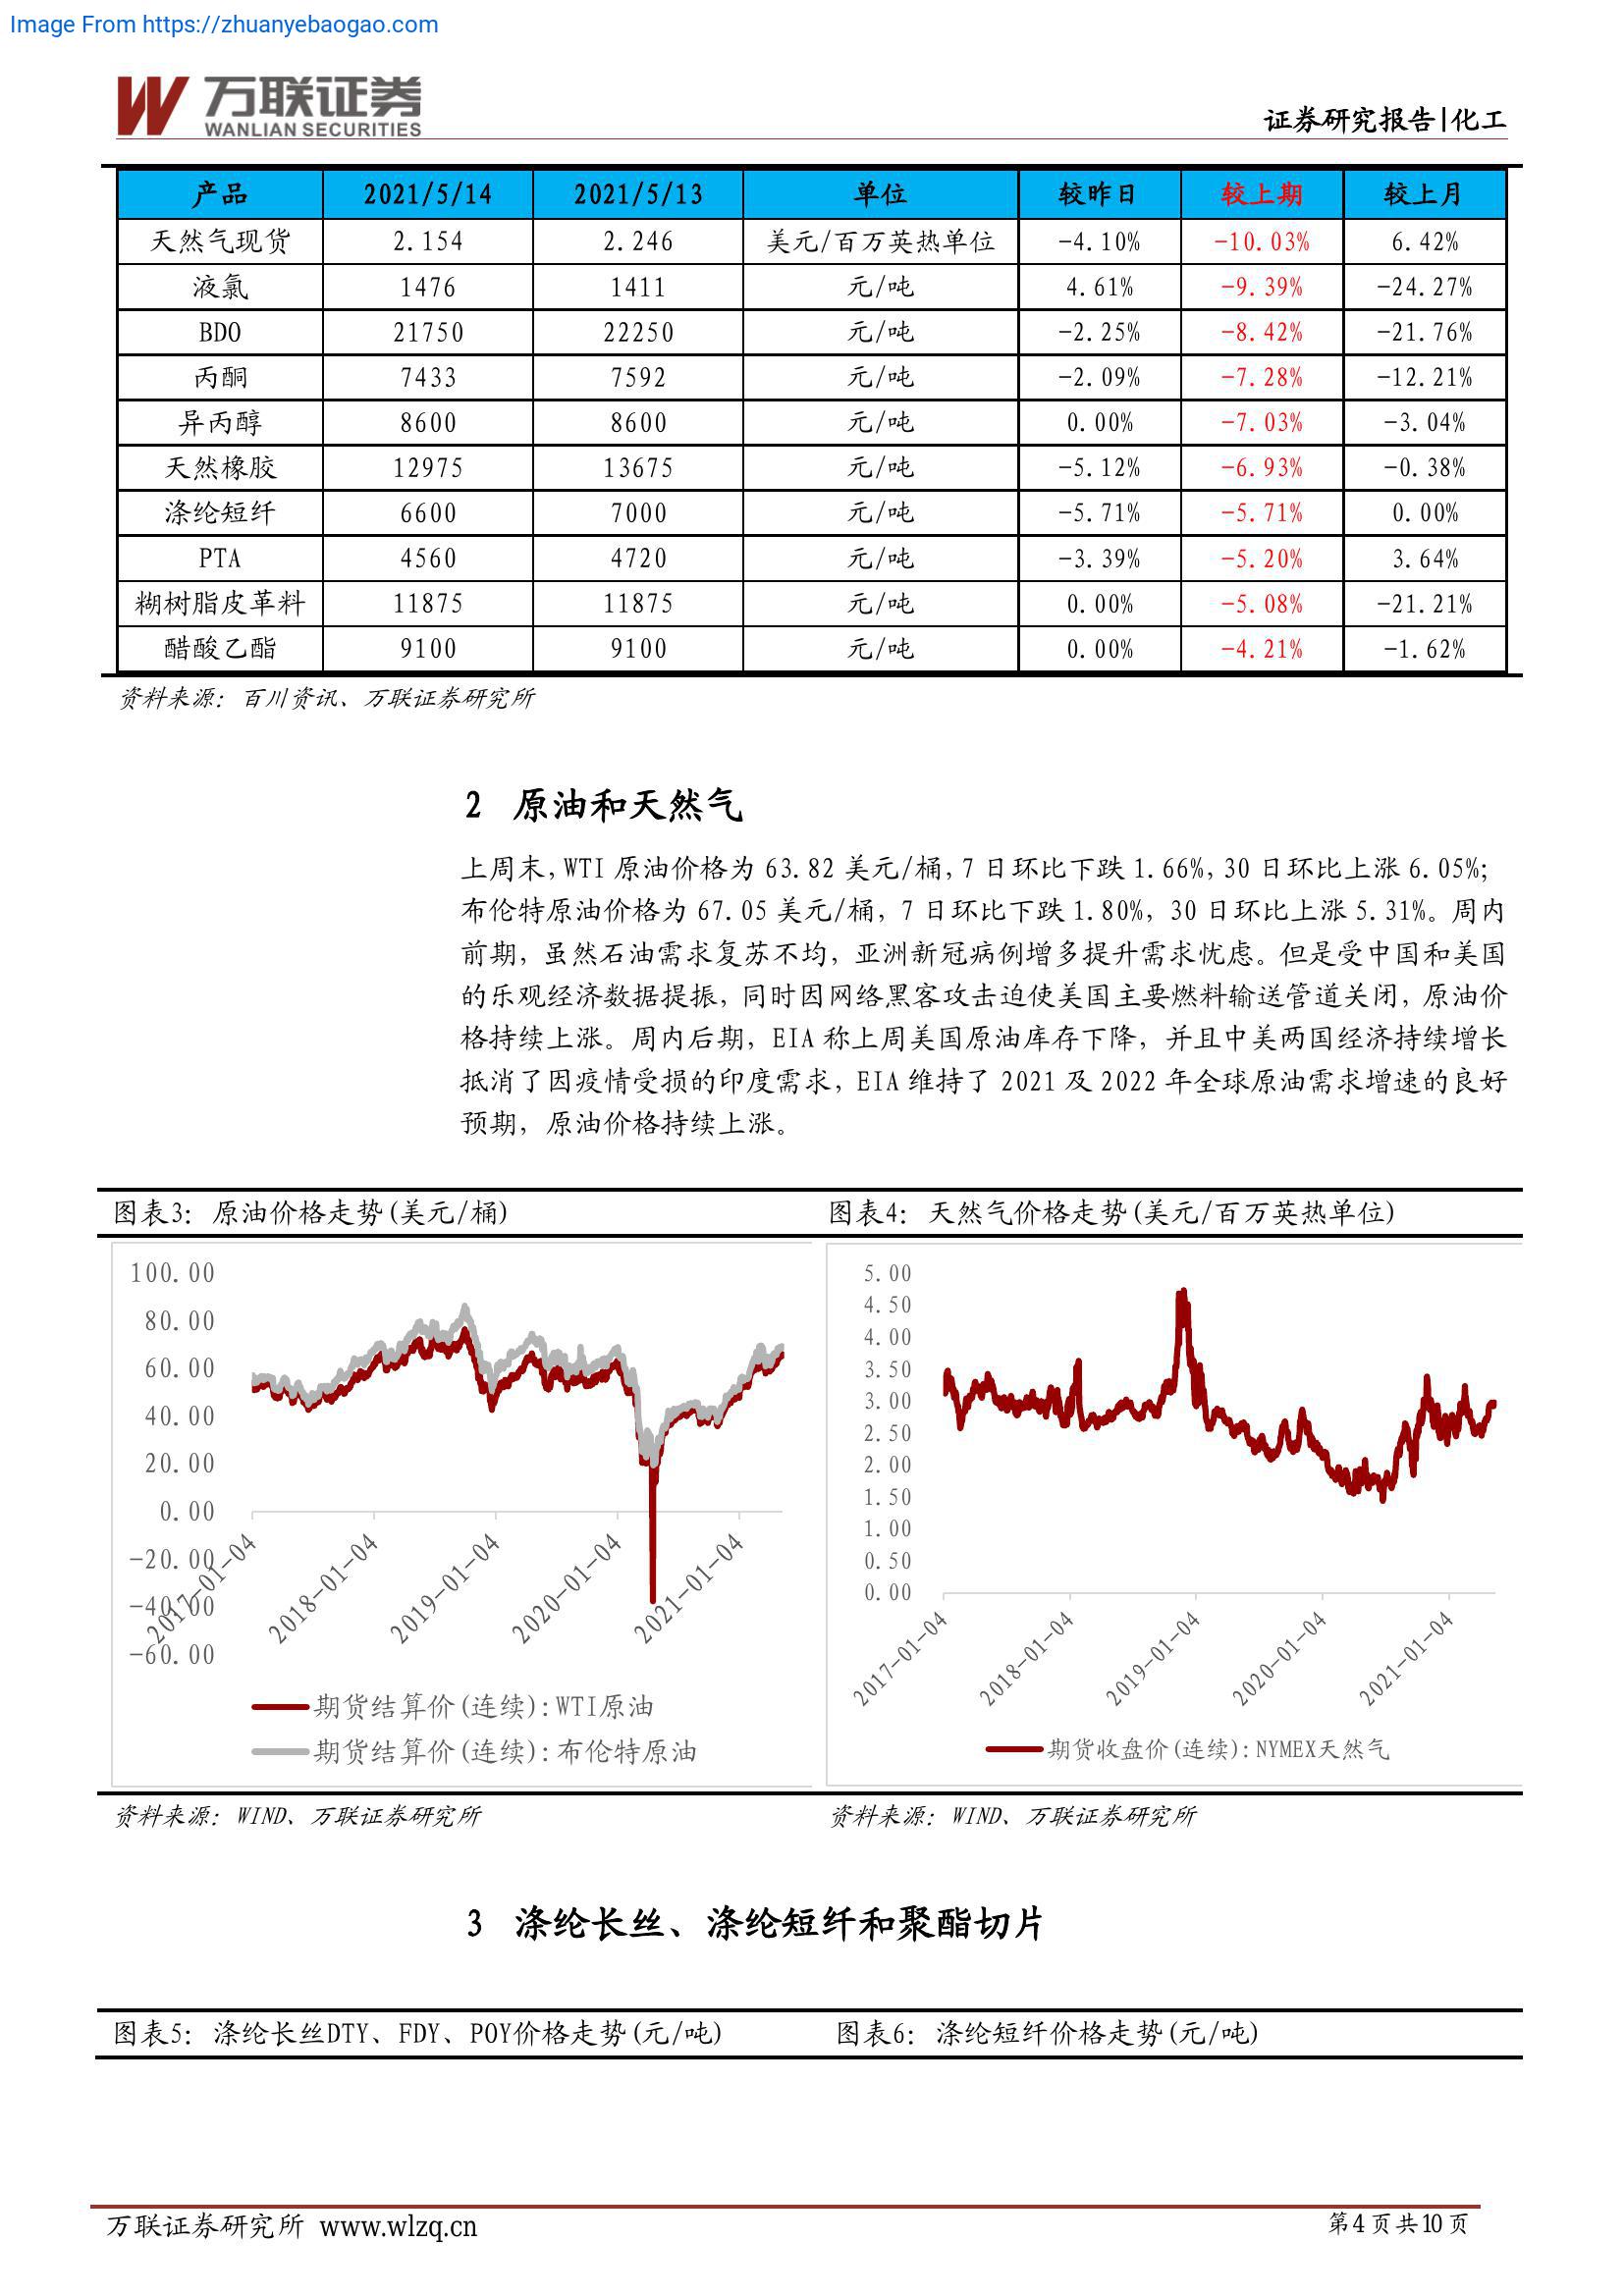 Image From https://zhuanyebaogao.com
万联证券
WANLIAN SECURITIES
证券研究报告|化工
产品 2021/5/14 2021/5/13 单位 较昨日 较上期 较上月
天然气现货 2.154 2.246 美元/百万英热单位 -4.10% -10.03% 6.42%
液氯 1476 1411 元/吨 4.61% -9.39% -24.27%
BDO 21750 22250 元/吨 -2.25% -8.42% -21.76%
丙酮 7433 7592 元/吨 -2.09% -7.28% -12.21%
异丙醇 8600 8600 元/吨 0.00% -7.03% -3.04%
天然橡胶 12975 13675 元/吨 -5.12% -6.93% -0.38%
涤纶短纤 6600 7000 元/吨 -5.71% -5.71% 0.00%
PTA 4560 4720 元/吨 -3.39% -5.20% 3.64%
糊树脂皮革料 11875 11875 元/吨 0.00% -5.08% -21.21%
醋酸乙酯 9100 9100 元/吨 0.00% -4.21% -1.62%
资料来源：百川资讯、万联证券研究所
2 原油和天然气
上周末，WTI 原油价格为 63.82 美元/桶，7 日环比下跌 1.66%，30 日环比上涨 6.05%；
布伦特原油价格为 67.05 美元/桶，7 日环比下跌 1.80%，30 日环比上涨 5.31%。周内
前期，虽然石油需求复苏不均，亚洲新冠病例增多提升需求忧虑。但是受中国和美国
的乐观经济数据提振，同时因网络黑客攻击迫使美国主要燃料输送管道关闭，原油价
格持续上涨。周内后期，EIA 称上周美国原油库存下降，并且中美两国经济持续增长
抵消了因疫情受损的印度需求，EIA 维持了 2021 及 2022 年全球原油需求增速的良好
预期，原油价格持续上涨。
图表3：原油价格走势(美元/桶)
100.00
80.00
60.00
40.00
20.00
0.00
-20.00
-40.00
-60.00
2017-01-04
2018-01-04
2019-01-04
2020-01-04
2021-01-04
期货结算价(连续):WTI原油
期货结算价(连续):布伦特原油
资料来源：WIND、万联证券研究所
图表4：天然气价格走势(美元/百万英热单位)
5.00
4.50
4.00
3.50
3.00
2.50
2.00
1.50
1.00
0.50
0.00
2017-01-04
2018-01-04
2019-01-04
2020-01-04
2021-01-04
期货收盘价(连续):NYMEX天然气
资料来源：WIND、万联证券研究所
3 涤纶长丝、涤纶短纤和聚酯切片
图表5：涤纶长丝DTY、FDY、POY价格走势(元/吨)
图表6：涤纶短纤价格走势(元/吨)
万联证券研究所 www.wlzq.cn
第 4 页 共 10 页